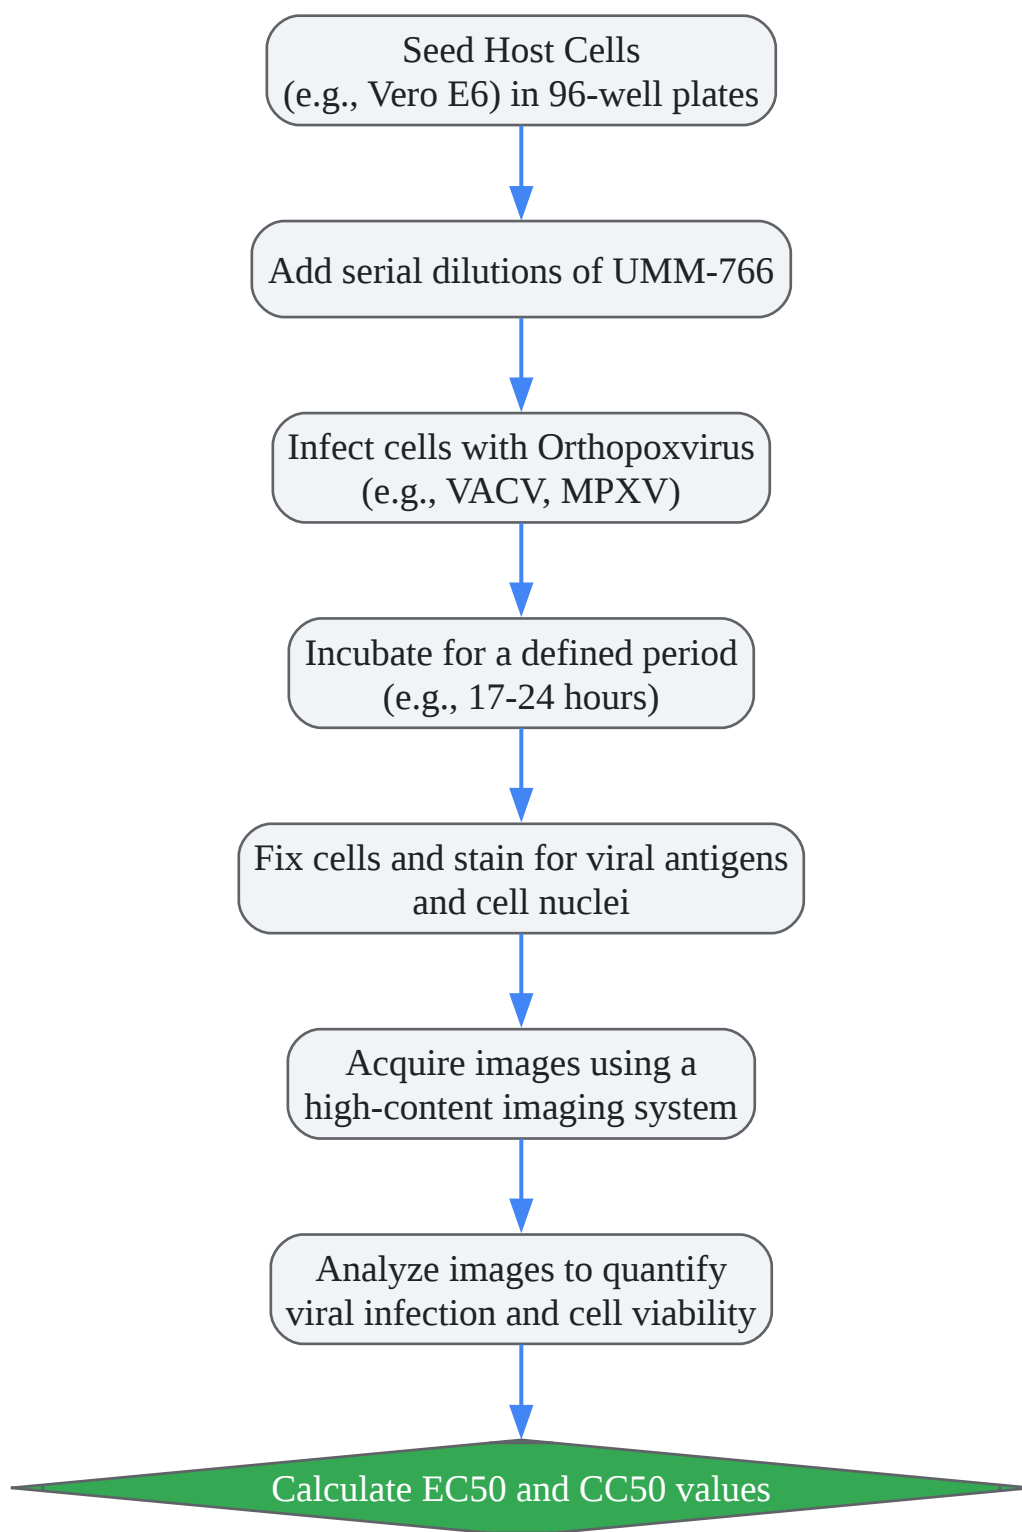 Seed Host Cells
(e.g., Vero E6) in 96-well plates
Add serial dilutions of UMM-766
Infect cells with Orthopoxvirus
(e.g., VACV, MPXV)
Incubate for a defined period
(e.g., 17-24 hours)
Fix cells and stain for viral antigens
and cell nuclei
Acquire images using a
high-content imaging system
Analyze images to quantify
viral infection and cell viability
Calculate EC50 and CC50 values